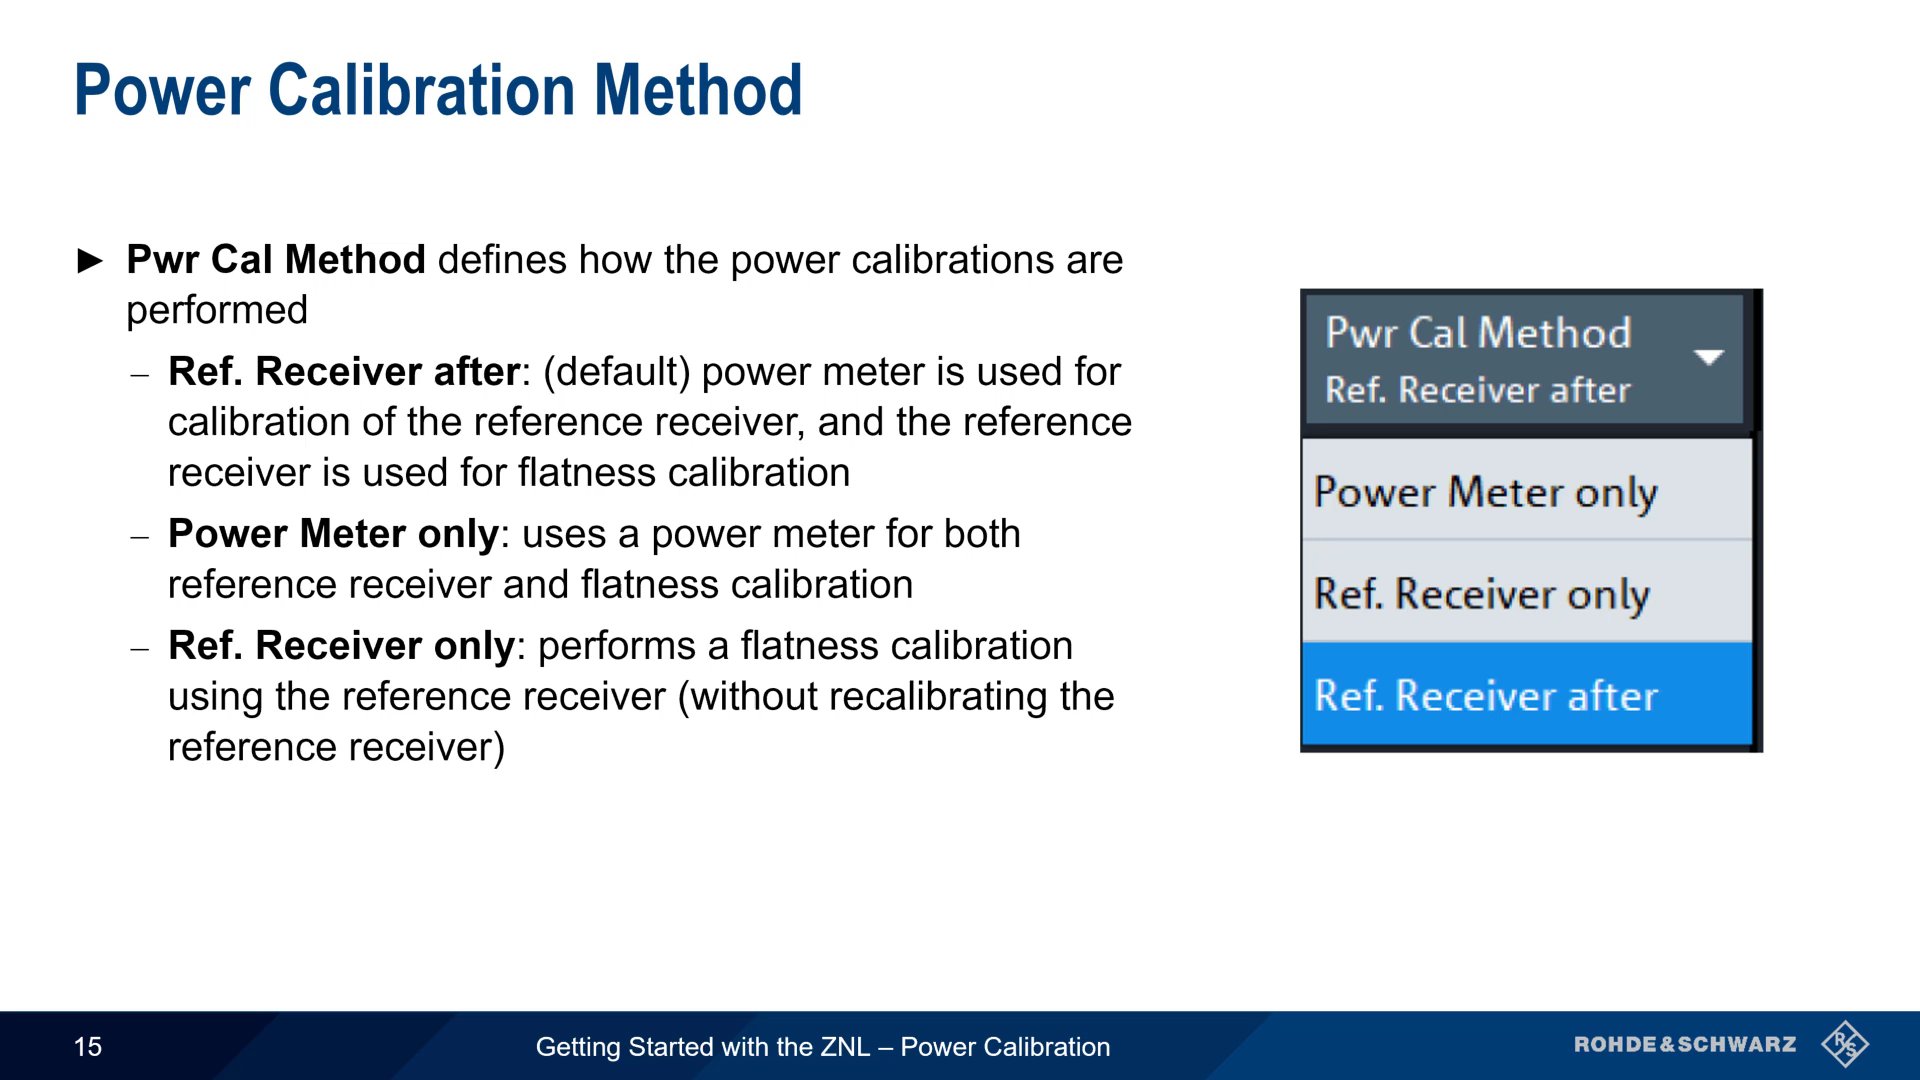 Power Calibration Method
► Pwr Cal Method defines how the power calibrations are
performed
– Ref. Receiver after: (default) power meter is used for
calibration of the reference receiver, and the reference
receiver is used for flatness calibration
– Power Meter only: uses a power meter for both
reference receiver and flatness calibration
– Ref. Receiver only: performs a flatness calibration
using the reference receiver (without recalibrating the
reference receiver)
Pwr Cal Method
Ref. Receiver after
Power Meter only
Ref. Receiver only
Ref. Receiver after
15
Getting Started with the ZNL – Power Calibration
ROHDE&SCHWARZ
R&S